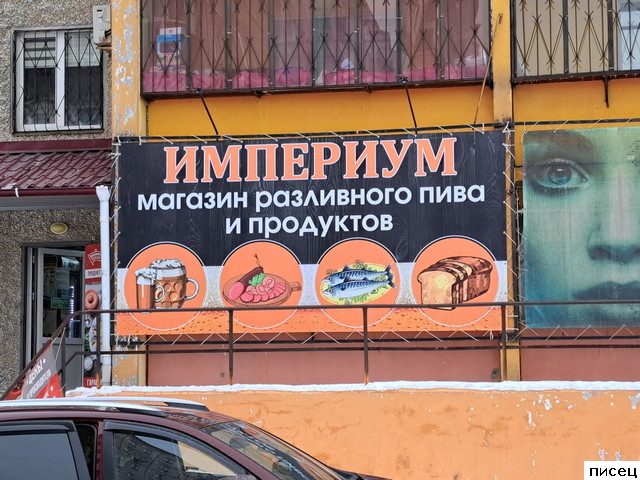 ИМПЕРИУМ
магазин разливного пива
и продуктов
писец